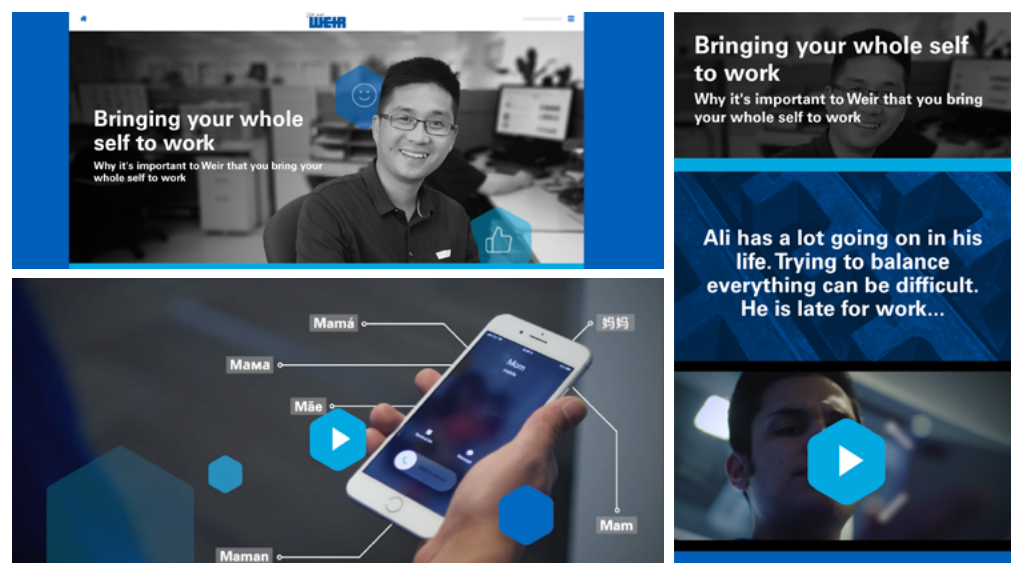 WEIR
Bringing your whole
self to work
Why it's important to Weir that you bring your
whole self to work
Bringing your whole self
to work
Why it's important to Weir that you bring
your whole self to work
Ali has a lot going on in his
life. Trying to balance
everything can be difficult.
He is late for work...
Mamá
妈妈
Мама
Mãe
Mom
mobile
Mam
Maman